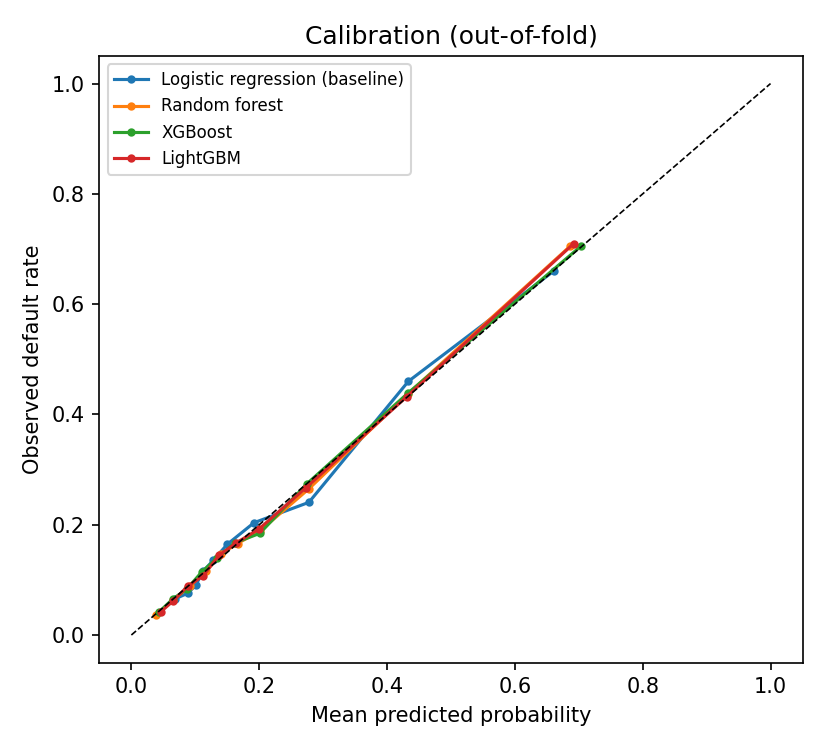 Calibration (out-of-fold)
Logistic regression (baseline)
Random forest
XGBoost
LightGBM
Observed default rate
1.0
0.8
0.6
0.4
0.2
0.0
0.0 0.2 0.4 0.6 0.8 1.0
Mean predicted probability